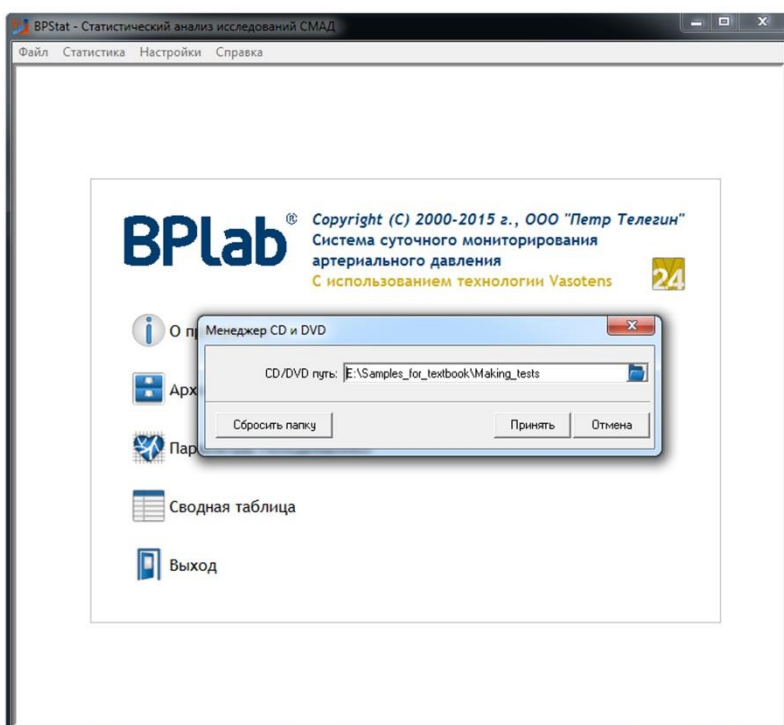 BPStat - Статистический анализ исследований СМАД
Файл Статистика Настройки Справка
BPLab®
Copyright (C) 2000-2015 г., ООО "Петр Телегин"
Система суточного мониторирования
артериального давления
С использованием технологии Vasotens
24
О п
Менеджер CD и DVD
CD/DVD путь: E:\Samples_for_textbook\Making_tests
Арх
Сбросить папку Принять Отмена
Пар
Сводная таблица
Выход